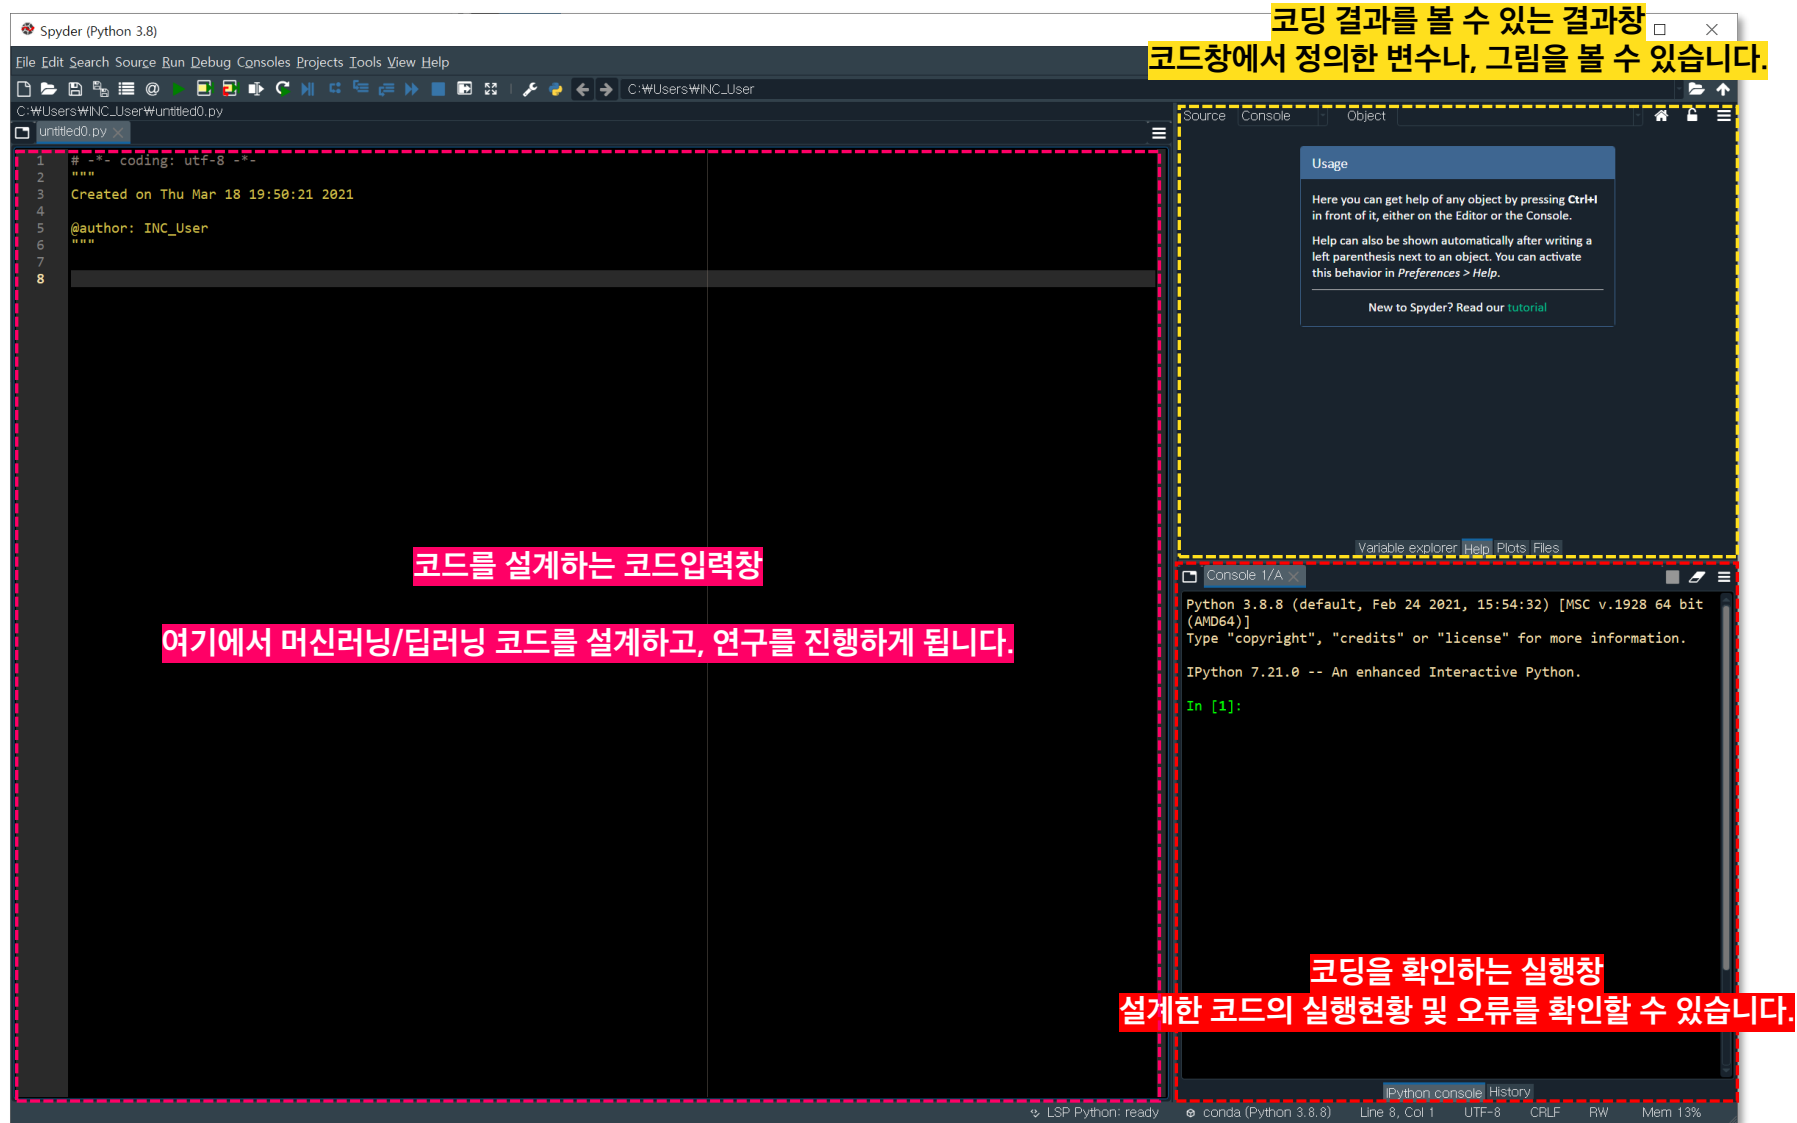 코딩 결과를 볼 수 있는 결과창
코드창에서 정의한 변수나, 그림을 볼 수 있습니다.
Spyder (Python 3.8)
File Edit Search Source Run Debug Consoles Projects Tools View Help
C:₩Users₩INC_User
C:₩Users₩INC_User₩untitled0.py
untitled0.py
1 # -*- coding: utf-8 -*-
2 """
3 Created on Thu Mar 18 19:50:21 2021
4
5 @author: INC_User
6 """
7
8
코드를 설계하는 코드입력창
여기에서 머신러닝/딥러닝 코드를 설계하고, 연구를 진행하게 됩니다.
Source Console Object
Usage
Here you can get help of any object by pressing Ctrl+I
in front of it, either on the Editor or the Console.
Help can also be shown automatically after writing a
left parenthesis next to an object. You can activate
this behavior in Preferences > Help.
New to Spyder? Read our tutorial
Variable explorer Help Plots Files
Console 1/A
Python 3.8.8 (default, Feb 24 2021, 15:54:32) [MSC v.1928 64 bit
(AMD64)]
Type "copyright", "credits" or "license" for more information.
IPython 7.21.0 -- An enhanced Interactive Python.
In [1]:
코딩을 확인하는 실행창
설계한 코드의 실행현황 및 오류를 확인할 수 있습니다.
IPython console History
LSP Python: ready conda (Python 3.8.8) Line 8, Col 1 UTF-8 CRLF RW Mem 13%